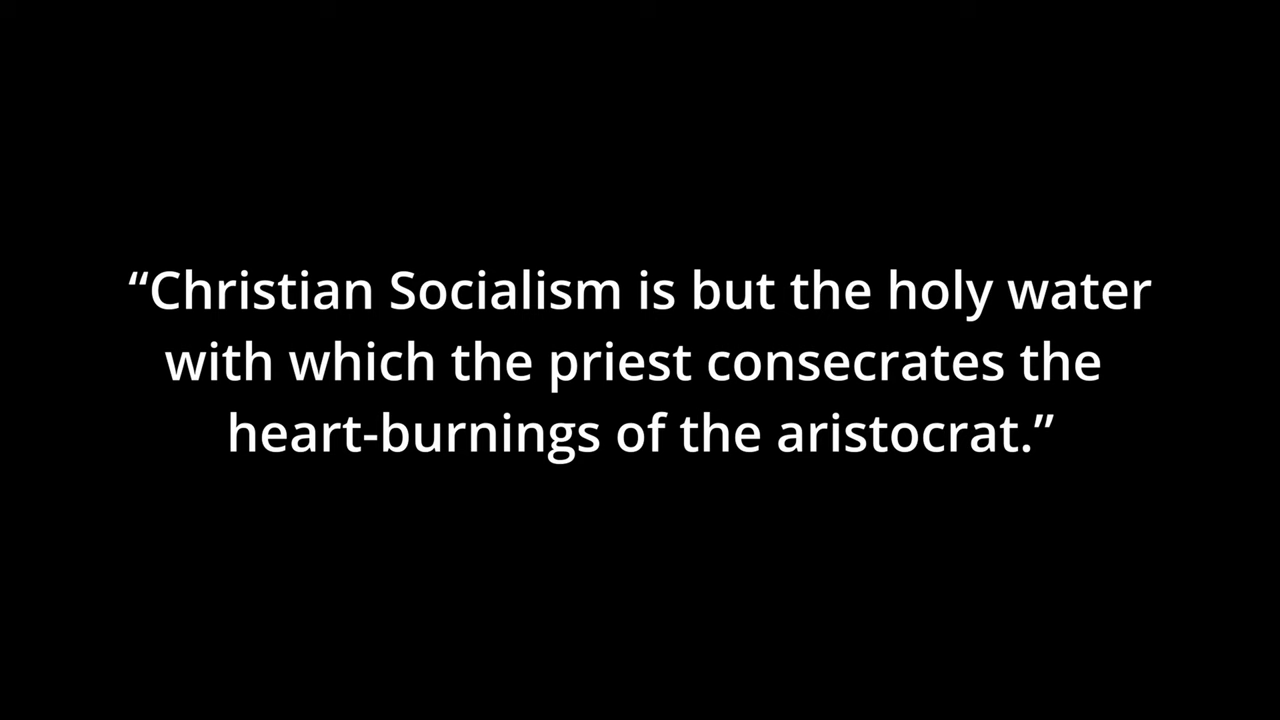 “Christian Socialism is but the holy water
with which the priest consecrates the
heart-burnings of the aristocrat.”